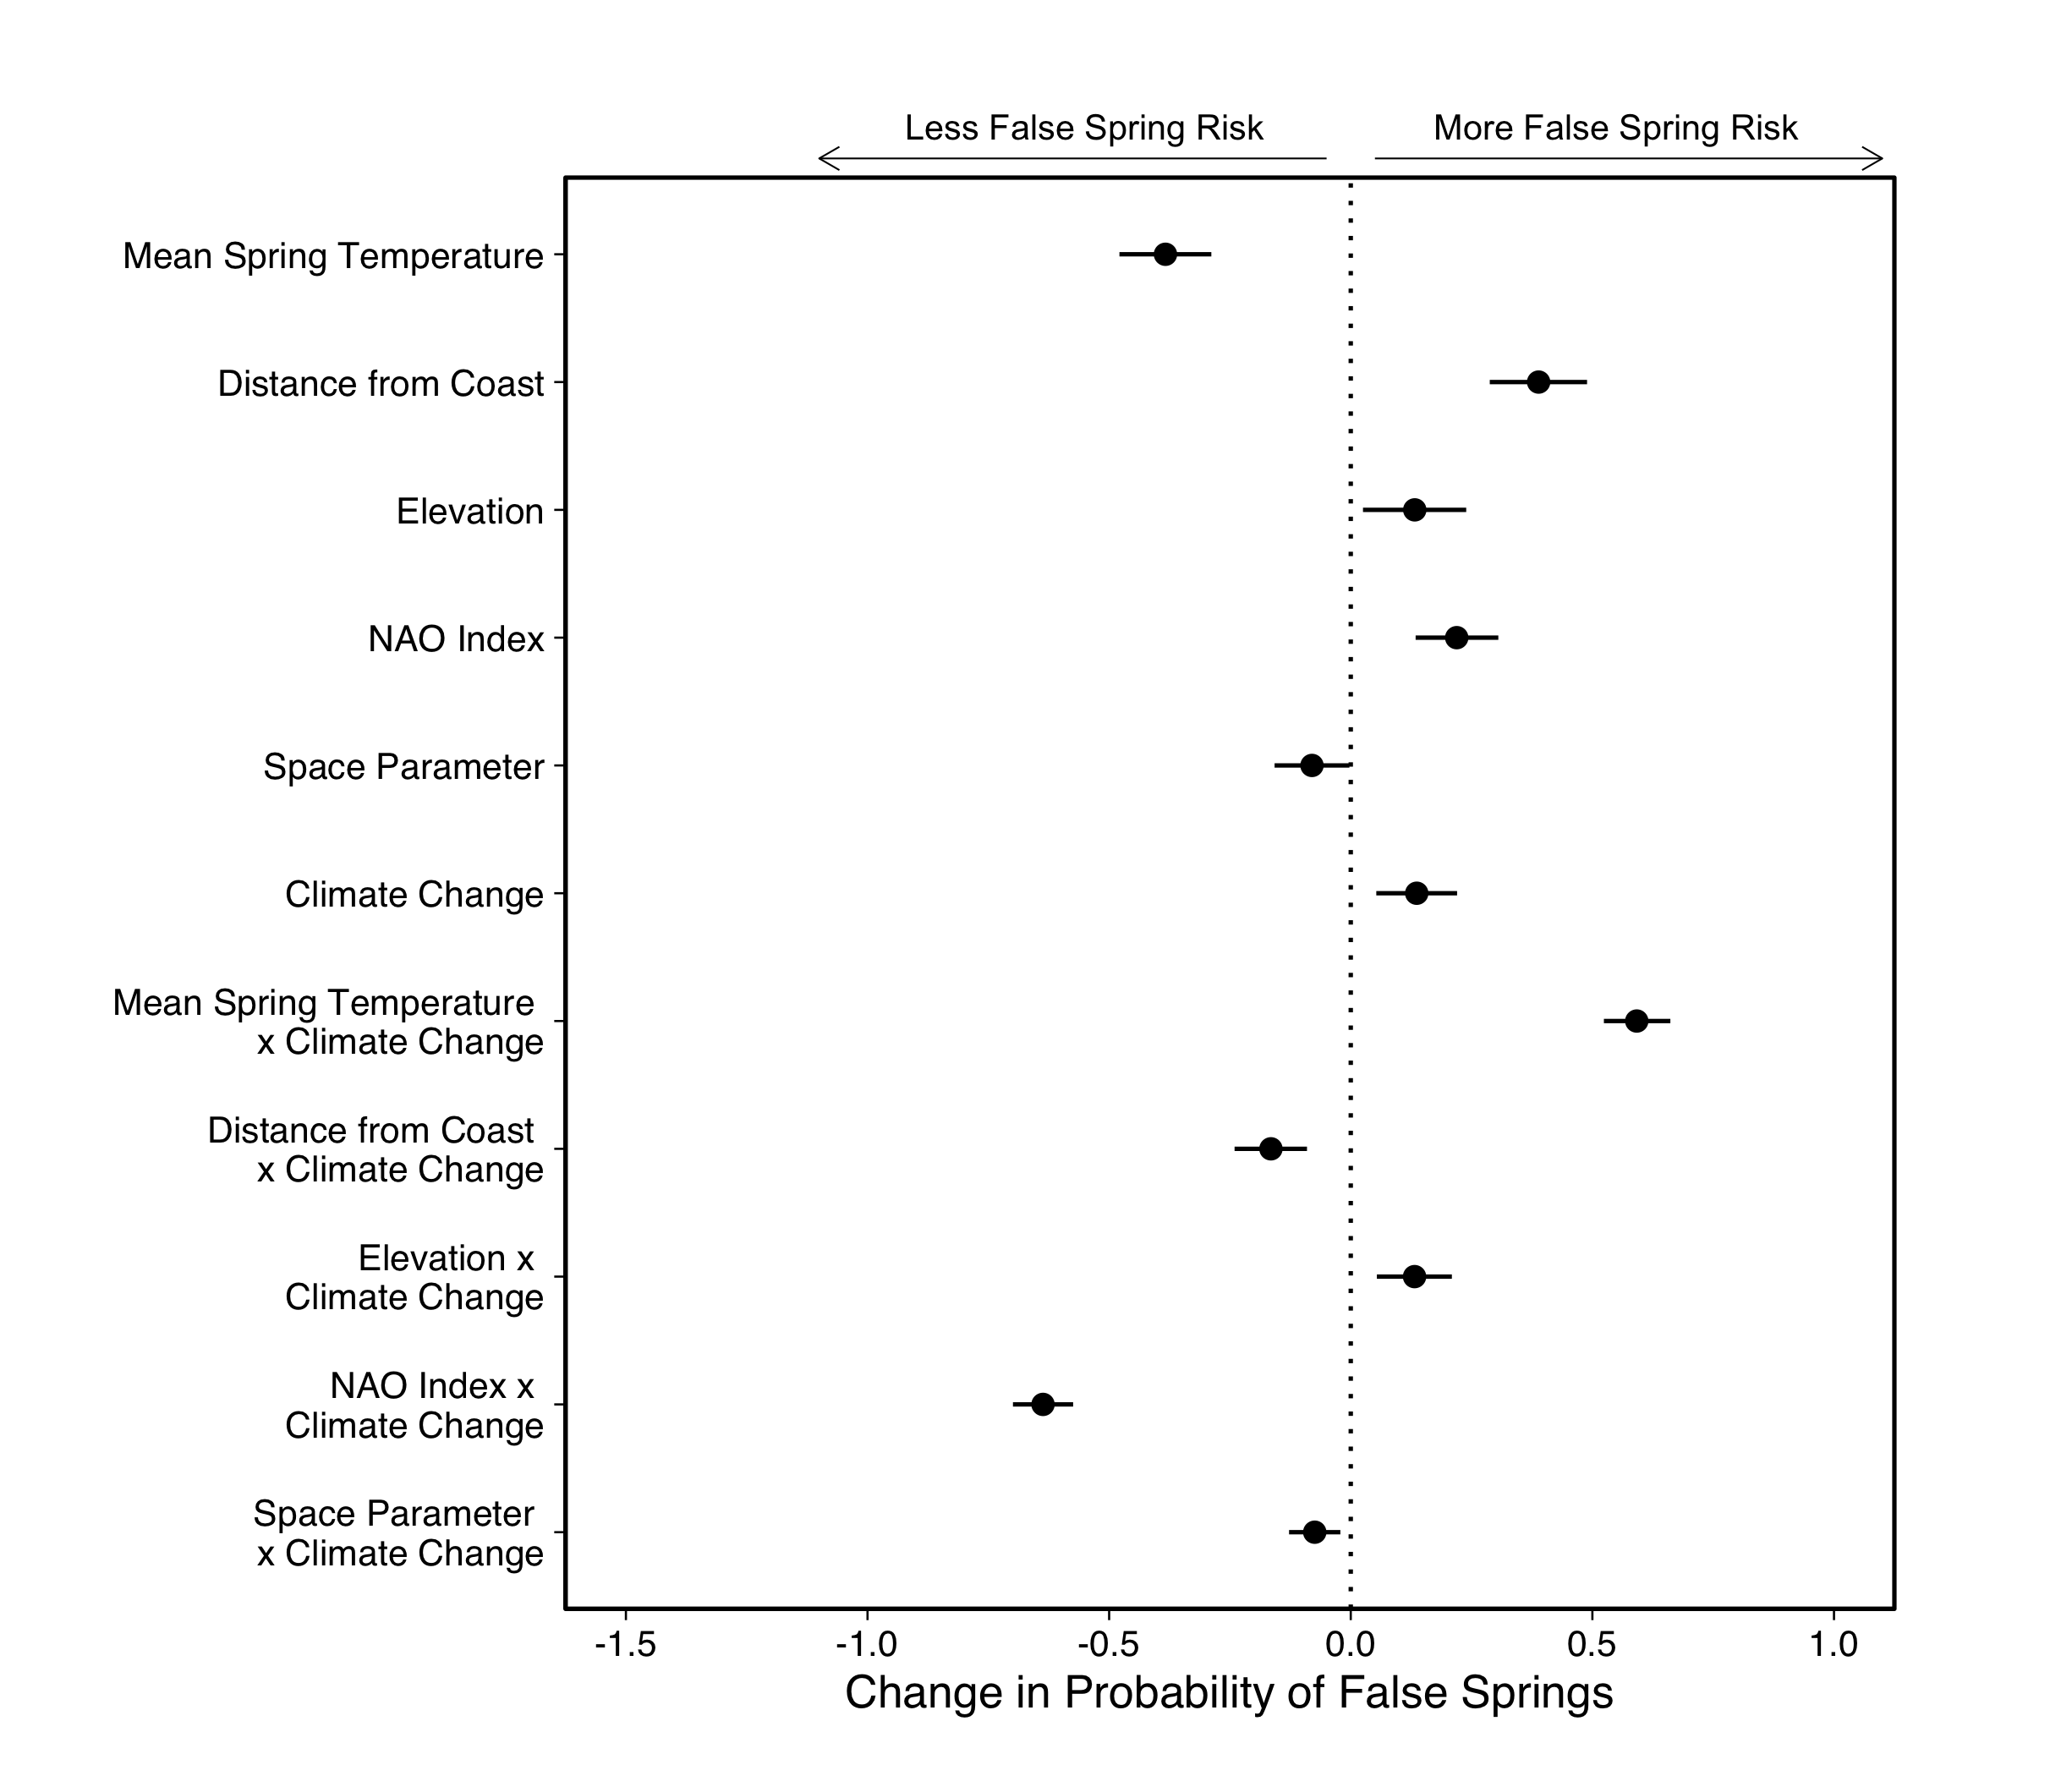 Less False Spring Risk
More False Spring Risk
Mean Spring Temperature
Distance from Coast
Elevation
NAO Index
Space Parameter
Climate Change
Mean Spring Temperature
x Climate Change
Distance from Coast
x Climate Change
Elevation x
Climate Change
NAO Index x
Climate Change
Space Parameter
x Climate Change
-1.5
-1.0
-0.5
0.0
0.5
1.0
Change in Probability of False Springs